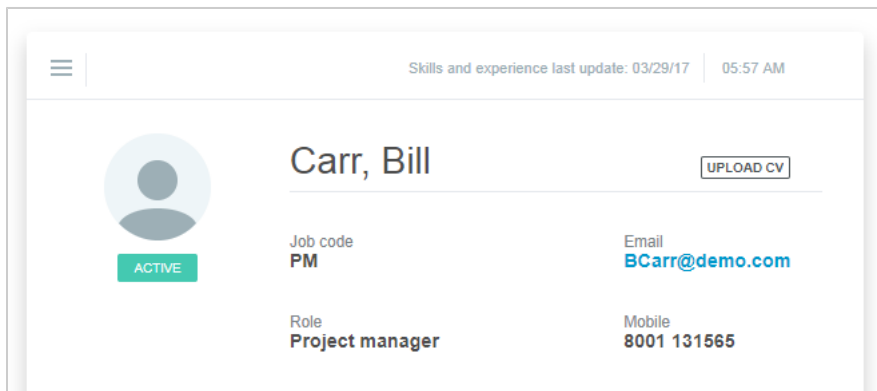 Skills and experience last update: 03/29/17 05:57 AM
Carr, Bill
UPLOAD CV
ACTIVE
Job code
PM
Email
BCarr@demo.com
Role
Project manager
Mobile
8001 131565